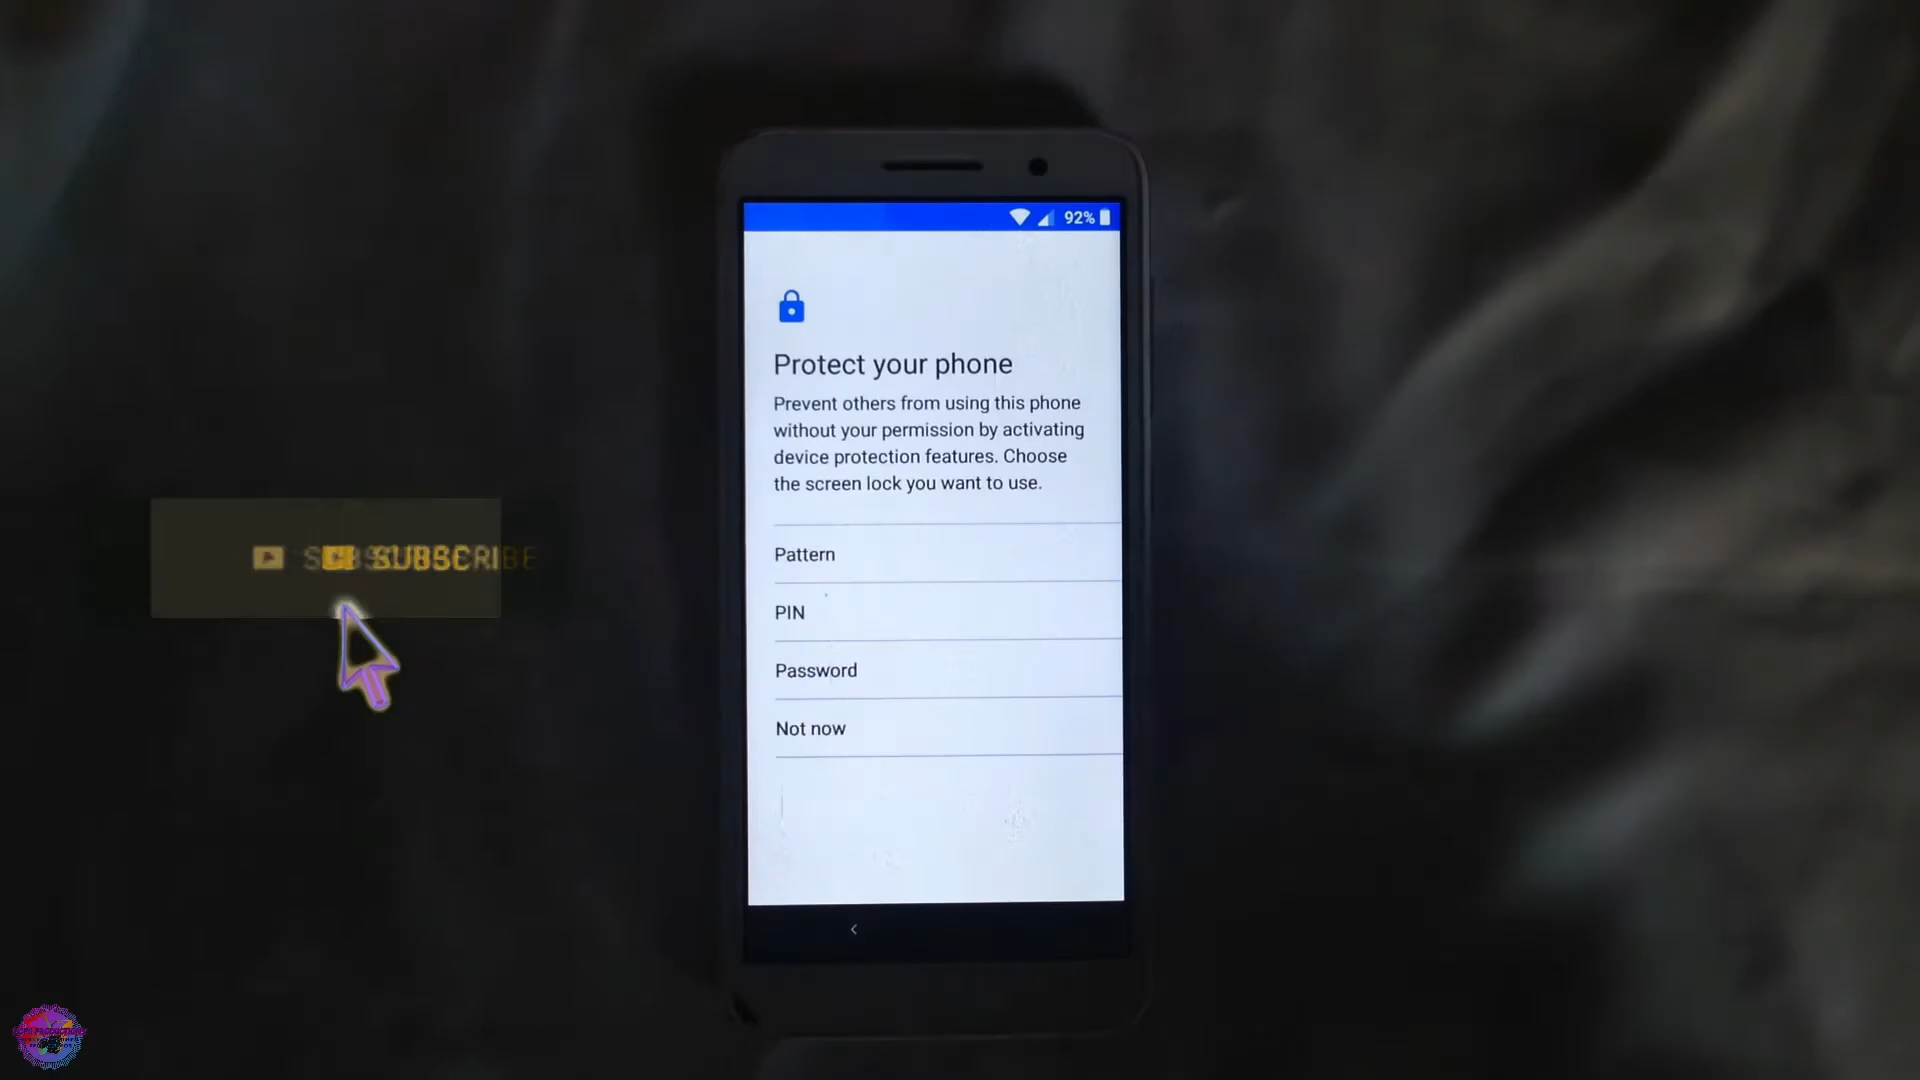 92%
Protect your phone
Prevent others from using this phone
without your permission by activating
device protection features. Choose
the screen lock you want to use.
Pattern
PIN
Password
Not now
SUBSCRIBE